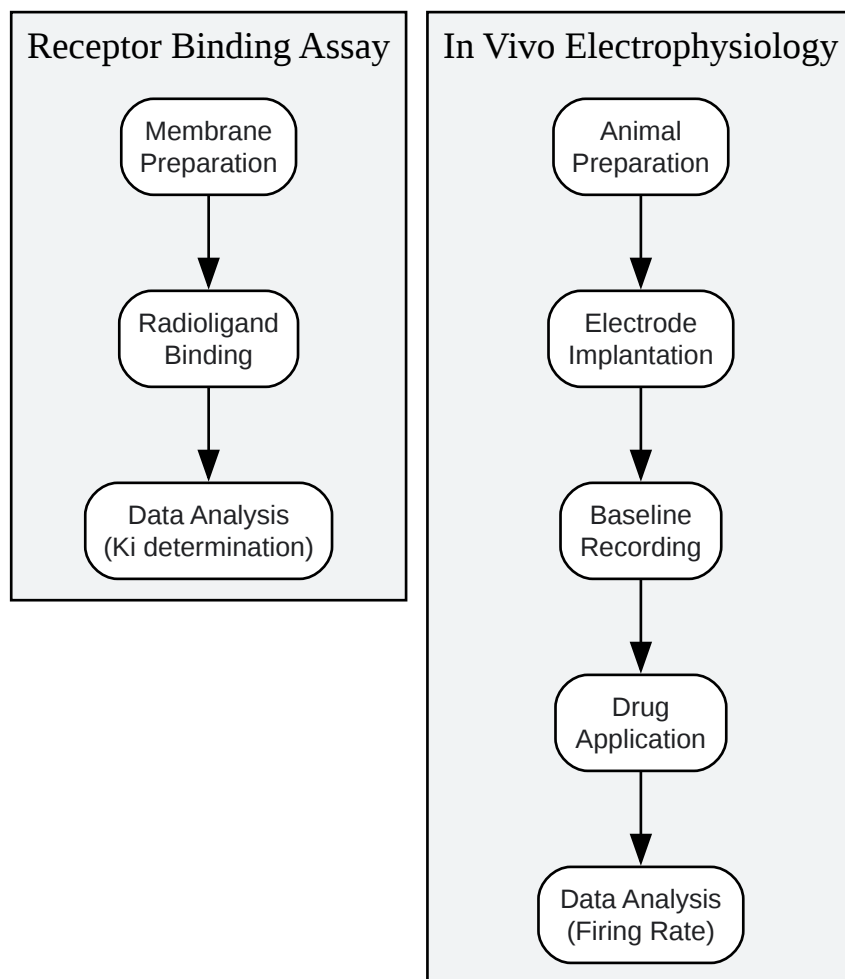 Receptor Binding Assay
Membrane
Preparation
Radioligand
Binding
Data Analysis
(Ki determination)
In Vivo Electrophysiology
Animal
Preparation
Electrode
Implantation
Baseline
Recording
Drug
Application
Data Analysis
(Firing Rate)